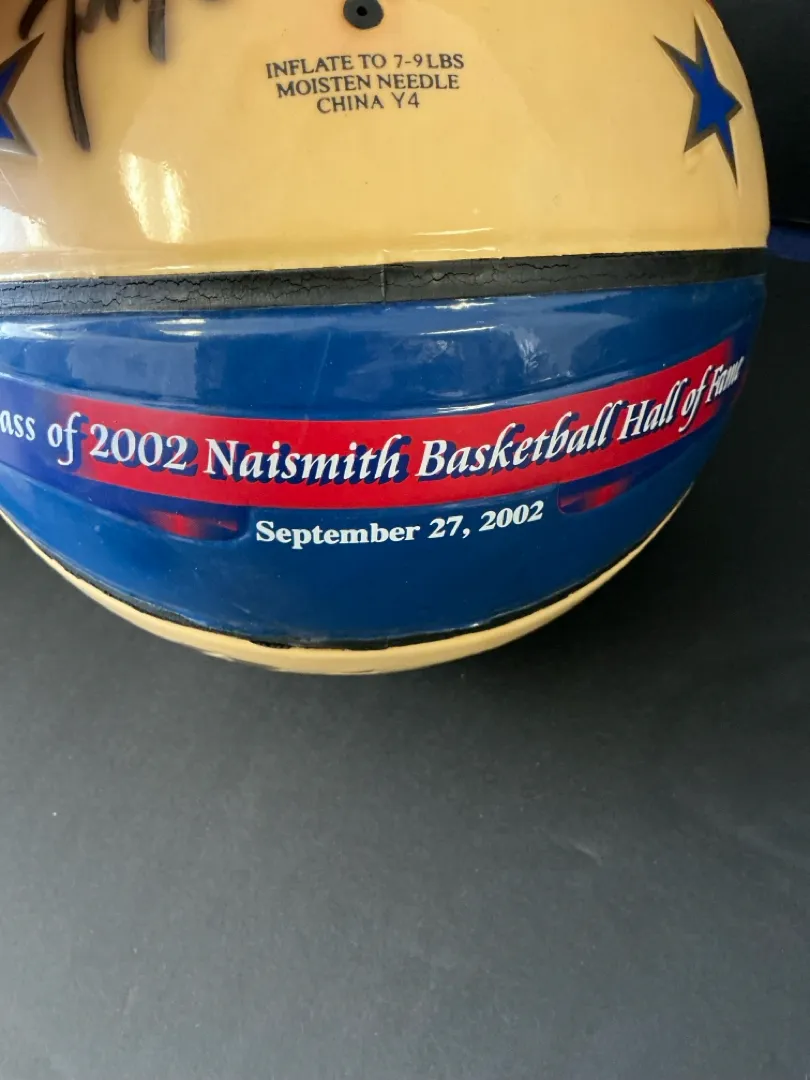 INFLATE TO 7-9 LBS
MOISTEN NEEDLE
CHINA Y4
ass of 2002 Naismith Basketball Hall of Fame
September 27, 2002